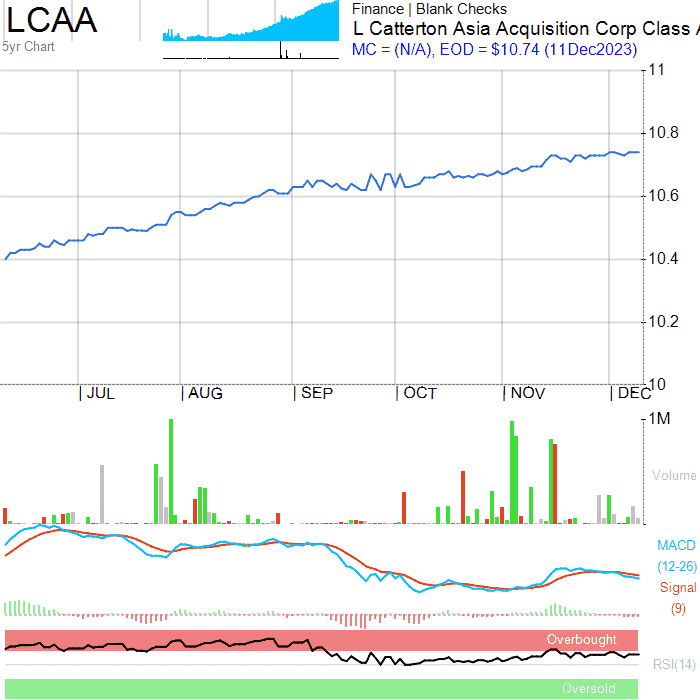 LCAA
5yr Chart
Finance | Blank Checks
L Catterton Asia Acquisition Corp Class A
MC = (N/A), EOD = $10.74 (11Dec2023)
11
10.8
10.6
10.4
10.2
10
| JUL | AUG | SEP | OCT | NOV | DEC
1M
Volume
MACD
(12-26)
Signal
(9)
Overbought
RSI(14)
Oversold